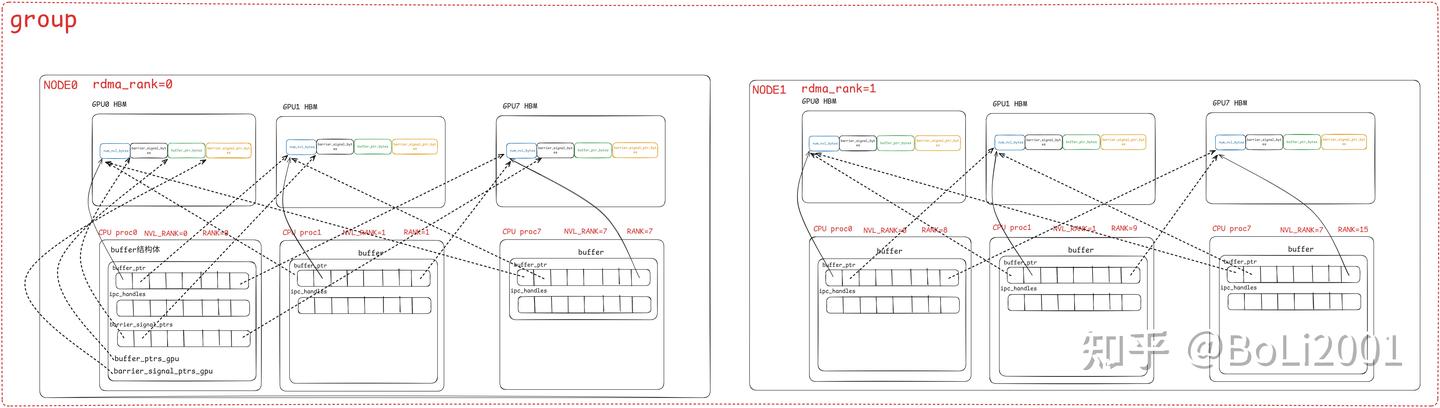 group
NODE0 rdma_rank=0
GPU0 HBM
GPU1 HBM
GPU7 HBM
num_nvl_bytes
barrier_signal_bytes
buffer_ptr_bytes
barrier_signal_ptr_bytes
num_nvl_bytes
barrier_signal_bytes
buffer_ptr_bytes
barrier_signal_ptr_bytes
num_nvl_bytes
barrier_signal_bytes
buffer_ptr_bytes
barrier_signal_ptr_bytes
CPU proc0 NVL_RANK=0 RANK=0
buffer结构体
buffer_ptr
ipc_handles
barrier_signal_ptrs
buffer_ptrs_gpu
barrier_signal_ptrs_gpu
CPU proc1 NVL_RANK=1 RANK=1
buffer
buffer_ptr
ipc_handles
CPU proc7 NVL_RANK=7 RANK=7
buffer
buffer_ptr
ipc_handles
NODE1 rdma_rank=1
GPU0 HBM
GPU1 HBM
GPU7 HBM
num_nvl_bytes
barrier_signal_bytes
buffer_ptr_bytes
barrier_signal_ptr_bytes
num_nvl_bytes
barrier_signal_bytes
buffer_ptr_bytes
barrier_signal_ptr_bytes
num_nvl_bytes
barrier_signal_bytes
buffer_ptr_bytes
barrier_signal_ptr_bytes
CPU proc0 NVL_RANK=0 RANK=8
buffer
buffer_ptr
ipc_handles
CPU proc1 NVL_RANK=1 RANK=9
buffer
buffer_ptr
ipc_handles
CPU proc7 NVL_RANK=7 RANK=15
buffer
buffer_ptr
ipc_handles
知乎 @BoLi2001